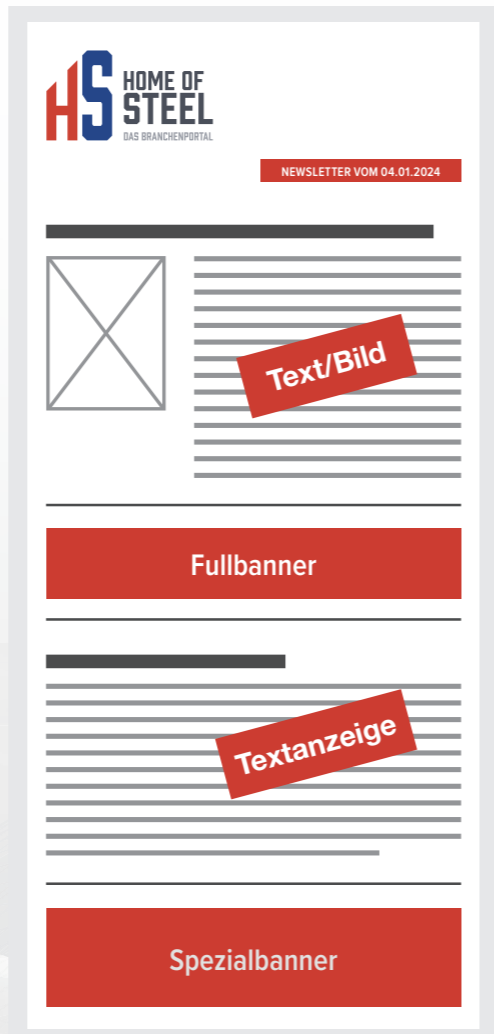 HS HOME OF
STEEL
DAS BRANCHENPORTAL
NEWSLETTER VOM 04.01.2024
Text/Bild
Fullbanner
Textanzeige
Spezialbanner